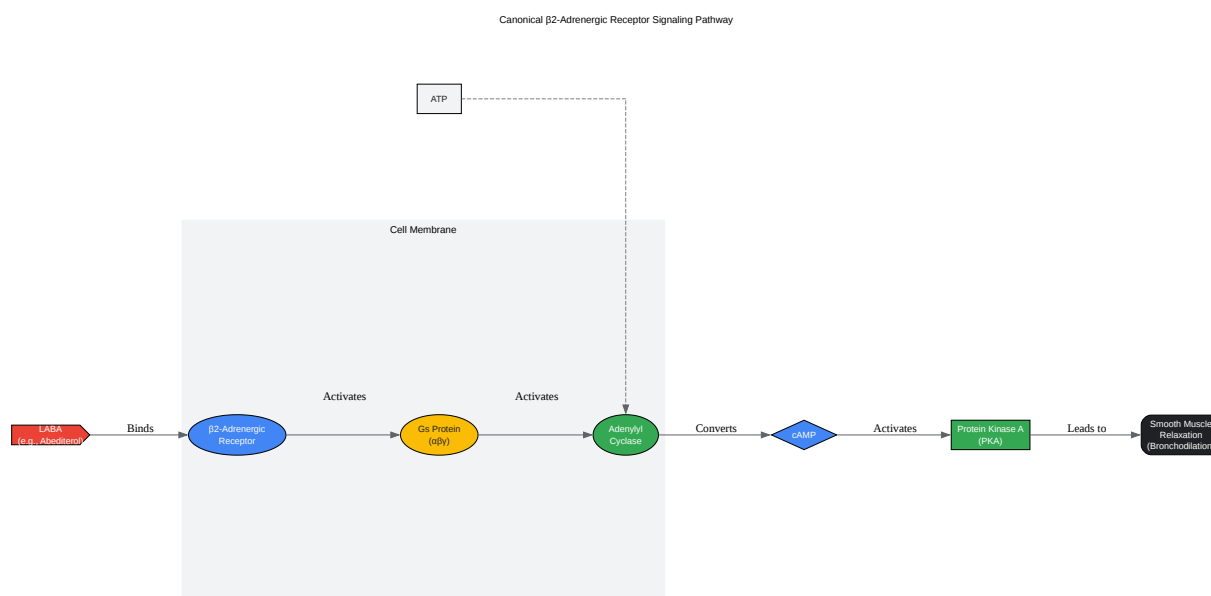 Canonical β2-Adrenergic Receptor Signaling Pathway
ATP
Cell Membrane
LABA
(e.g., Abediterol)
Binds
β2-Adrenergic
Receptor
Activates
Gs Protein
(αβγ)
Activates
Adenylyl
Cyclase
Converts
cAMP
Activates
Protein Kinase A
(PKA)
Leads to
Smooth Muscle
Relaxation
(Bronchodilation